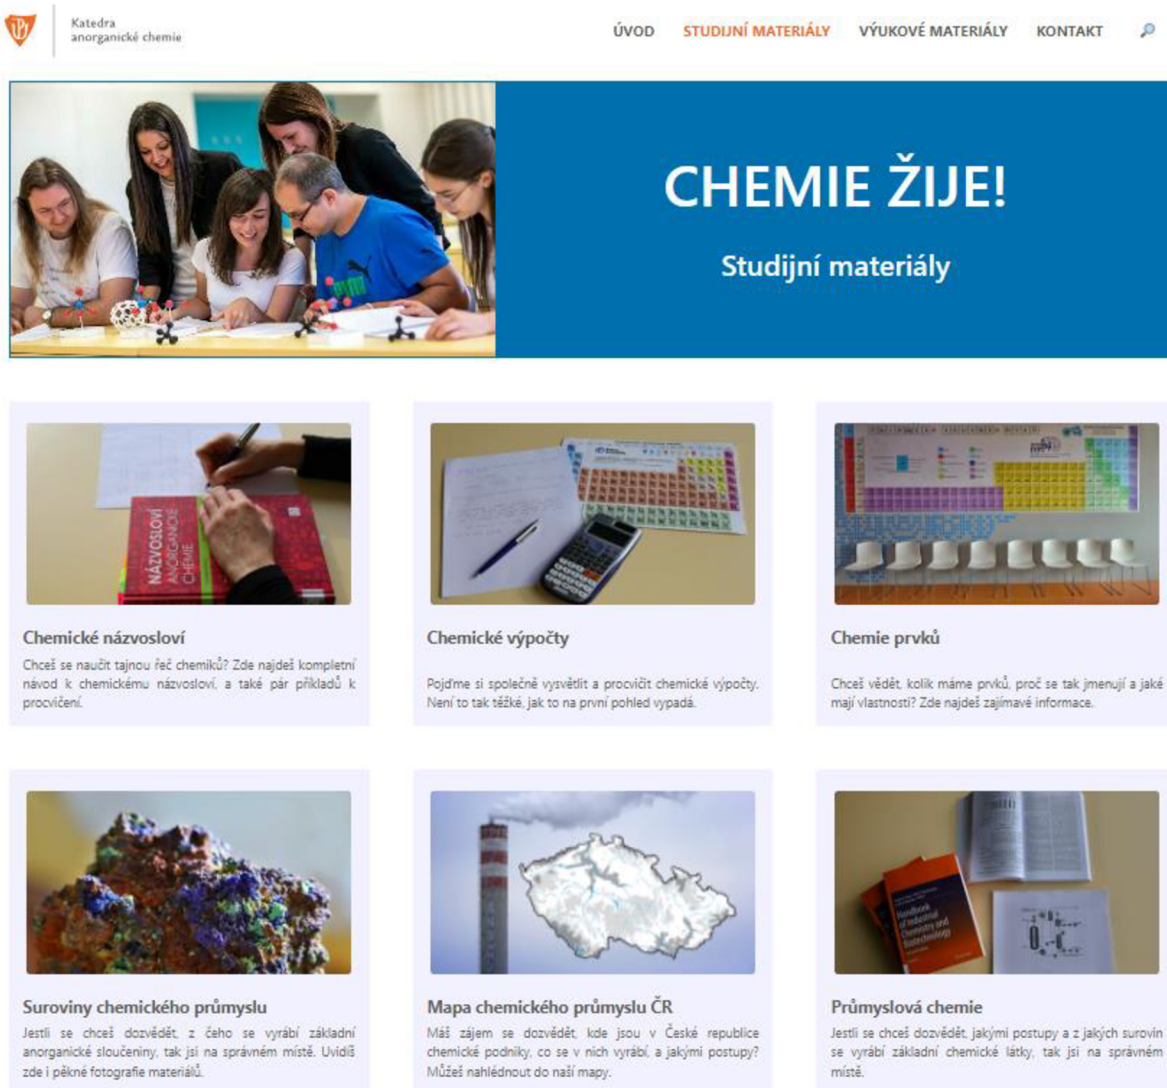 Katedra
anorganické chemie
ÚVOD STUDIJNÍ MATERIÁLY VÝUKOVÉ MATERIÁLY KONTAKT
CHEMIE ŽIJE!
Studijní materiály
NÁZVOSLOVÍ
ANORGANICKÉ
CHEMIE
Chemické názvosloví
Chceš se naučit tajnou řeč chemiků? Zde najdeš kompletní
návod k chemickému názvosloví, a také pár příkladů k
procvičení.
Chemické výpočty
Pojďme si společně vysvětlit a procvičit chemické výpočty.
Není to tak těžké, jak to na první pohled vypadá.
Chemie prvků
Chceš vědět, kolik máme prvků, proč se tak jmenují a jaké
mají vlastnosti? Zde najdeš zajímavé informace.
Suroviny chemického průmyslu
Jestli se chceš dozvědět, z čeho se vyrábí základní
anorganické sloučeniny, tak jsi na správném místě. Uvidíš
zde i pěkné fotografie materiálů.
Mapa chemického průmyslu ČR
Máš zájem se dozvědět, kde jsou v České republice
chemické podniky, co se v nich vyrábí, a jakými postupy?
Můžeš nahlédnout do naší mapy.
Handbook
of Industrial
Chemistry and
Biotechnology
Průmyslová chemie
Jestli se chceš dozvědět, jakými postupy a z jakých surovin
se vyrábí základní chemické látky, tak jsi na správném
místě.